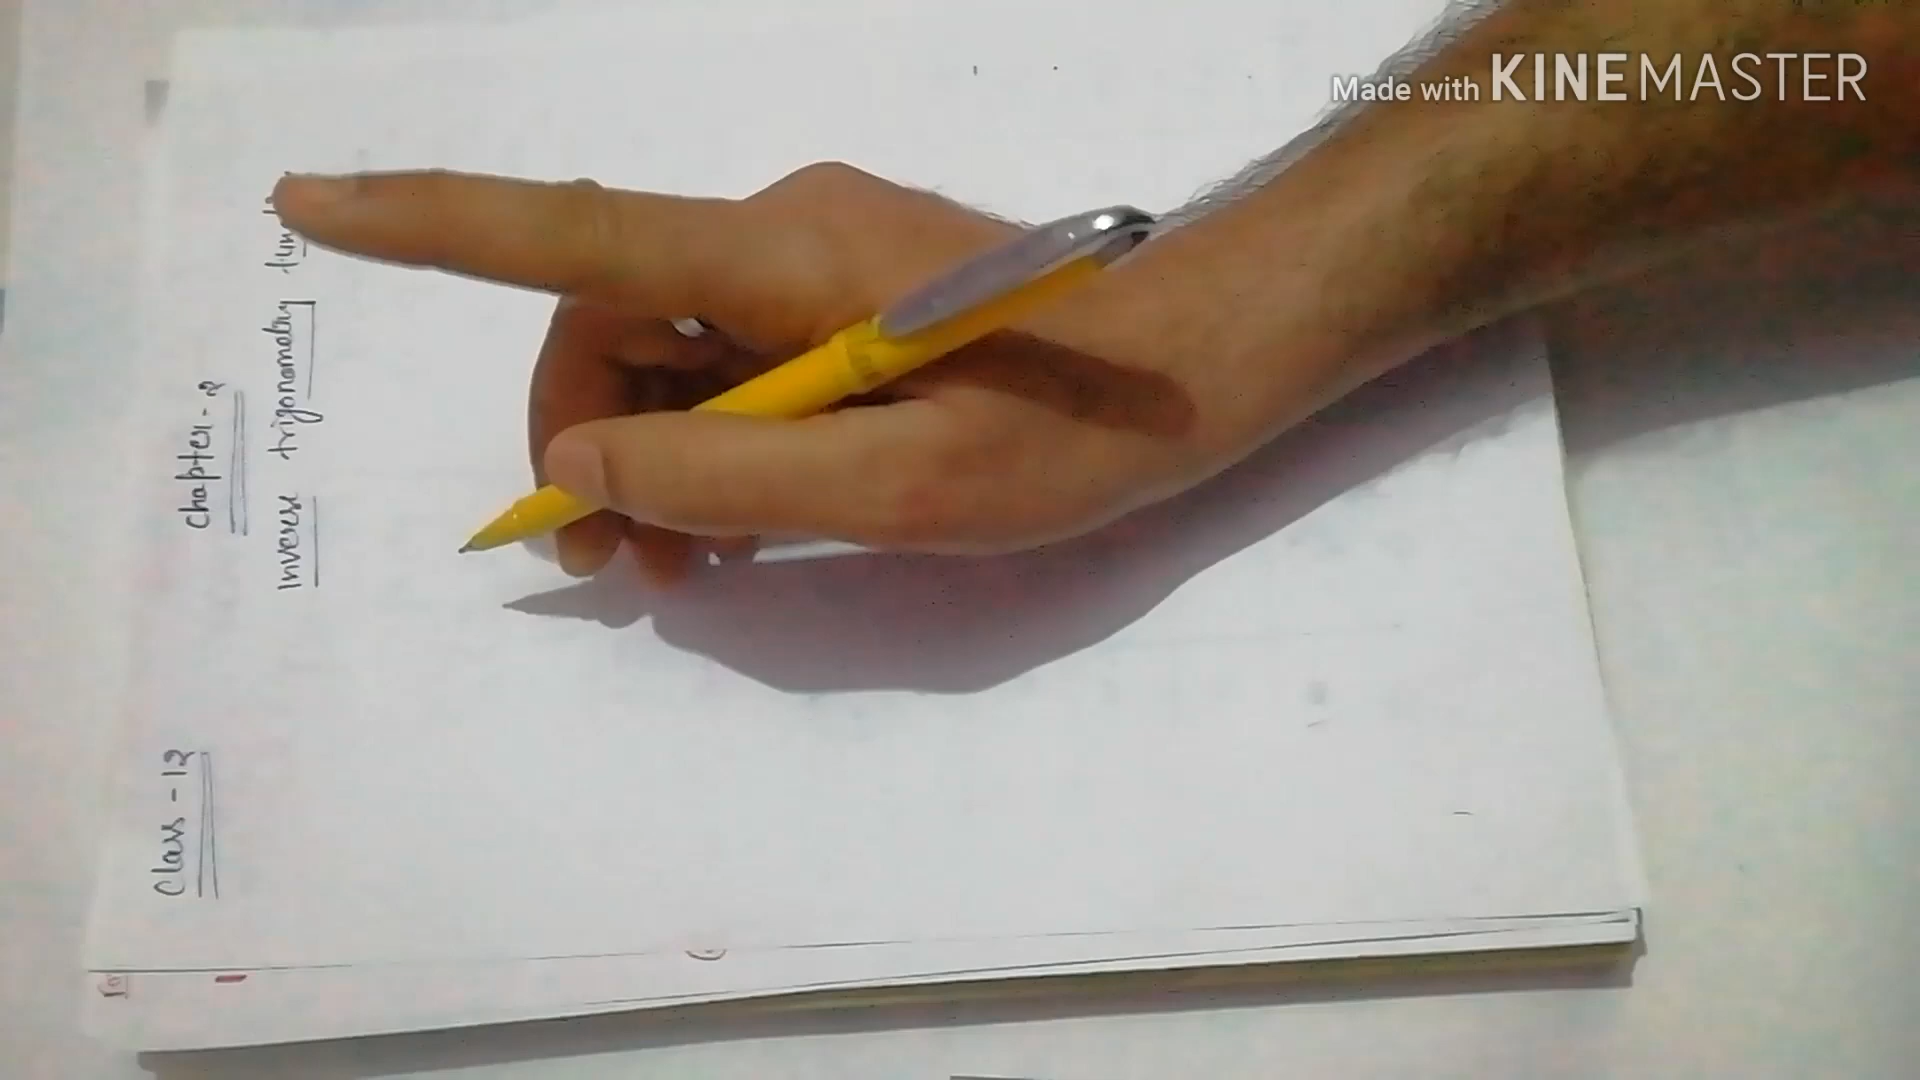 Made with KINEMASTER
Class - 12
Chapter - 2
Inverse trigonometry